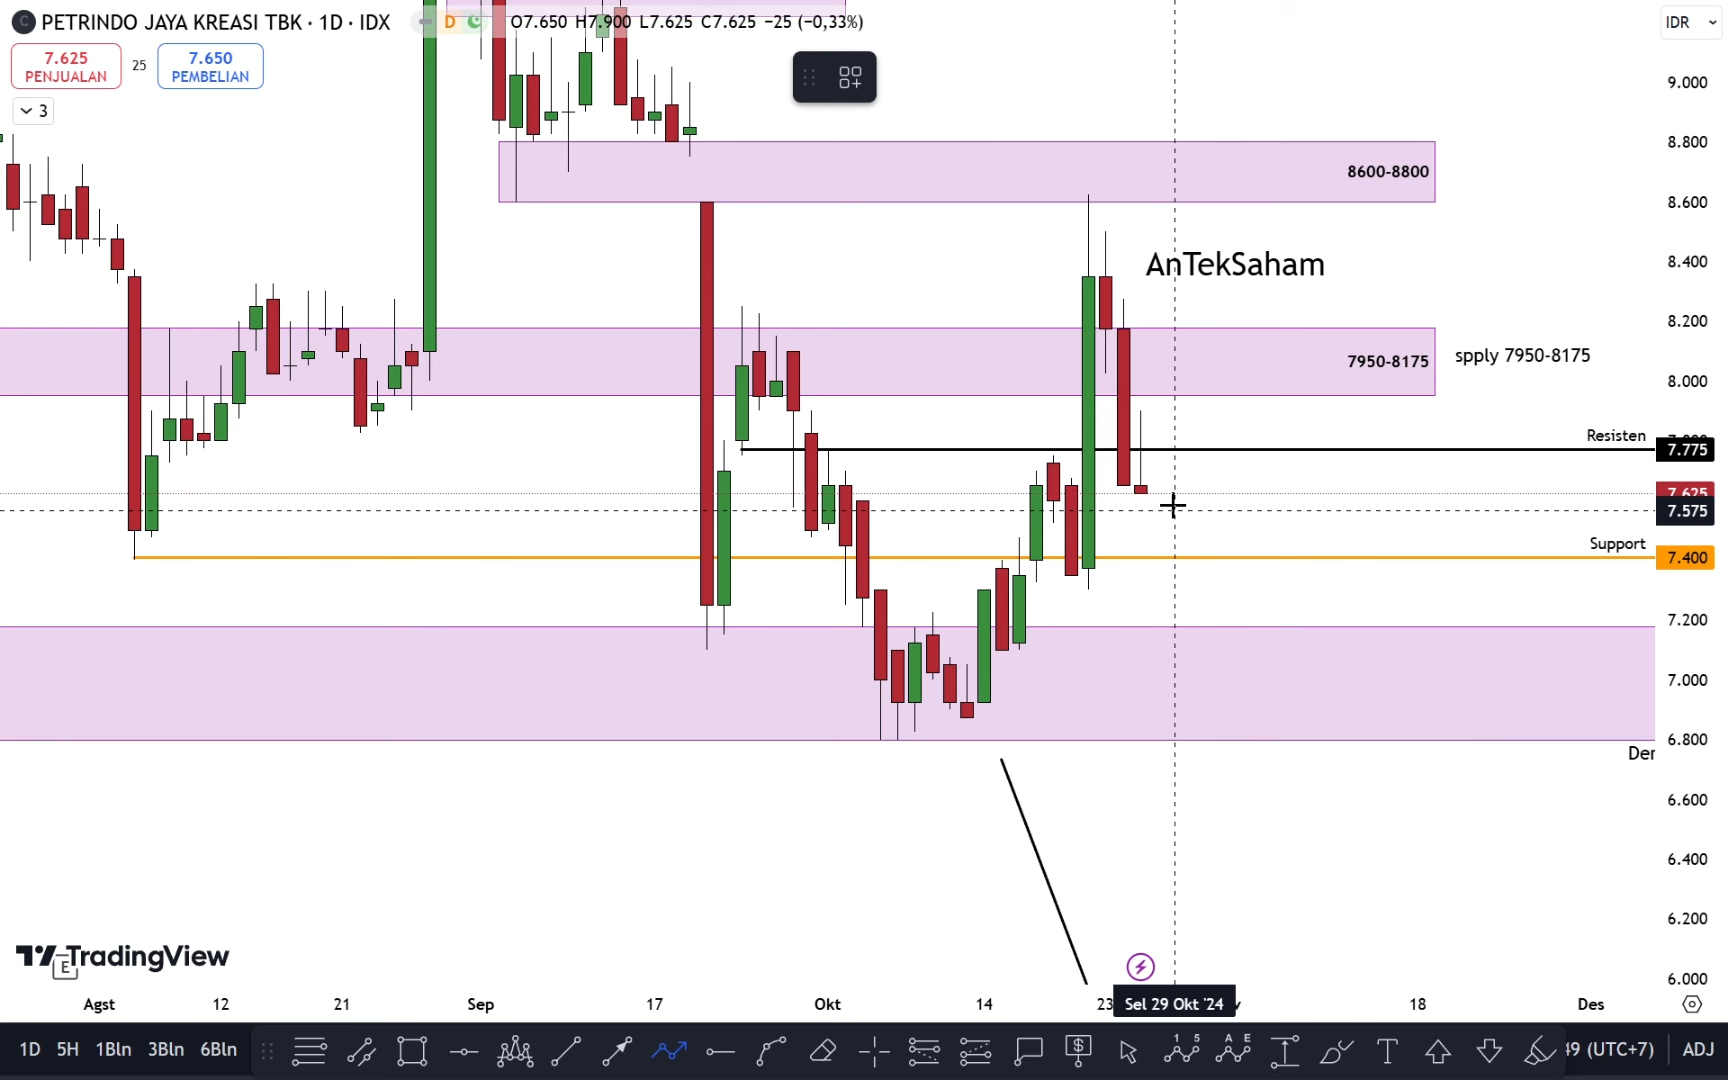 PETRINDO JAYA KREASI TBK · 1D · IDX
D
O7.650 H7.900 L7.625 C7.625 −25 (−0,33%)
IDR
7.625
PENJUALAN
25
7.650
PEMBELIAN
3
9.000
8.800
8600-8800
8.600
AnTekSaham
8.400
8.200
7950-8175
spply 7950-8175
8.000
Resisten
7.775
7.625
7.575
Support
7.400
7.200
7.000
6.800
Der
6.600
6.400
6.200
6.000
TradingView
E
Agst
12
21
Sep
17
Okt
14
23
Sel 29 Okt '24
18
Des
1D
5H
1Bln
3Bln
6Bln
49 (UTC+7)
ADJ